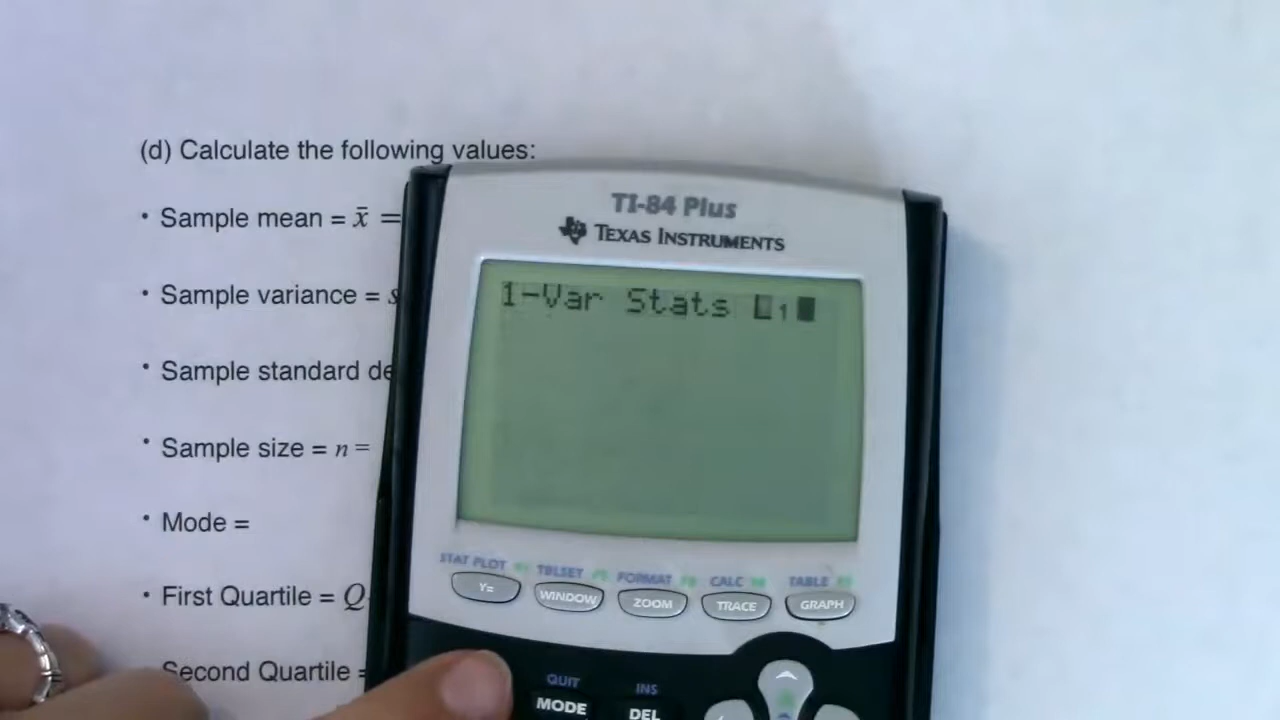 (d) Calculate the following values:
• Sample mean = x̄ =
• Sample variance = s
• Sample standard de
• Sample size = n =
• Mode =
• First Quartile = Q
Second Quartile =
TI-84 Plus
TEXAS INSTRUMENTS
1-Var Stats L₁
STAT PLOT TBLSET FORMAT CALC TABLE
Y= WINDOW ZOOM TRACE GRAPH
QUIT INS
MODE DEL